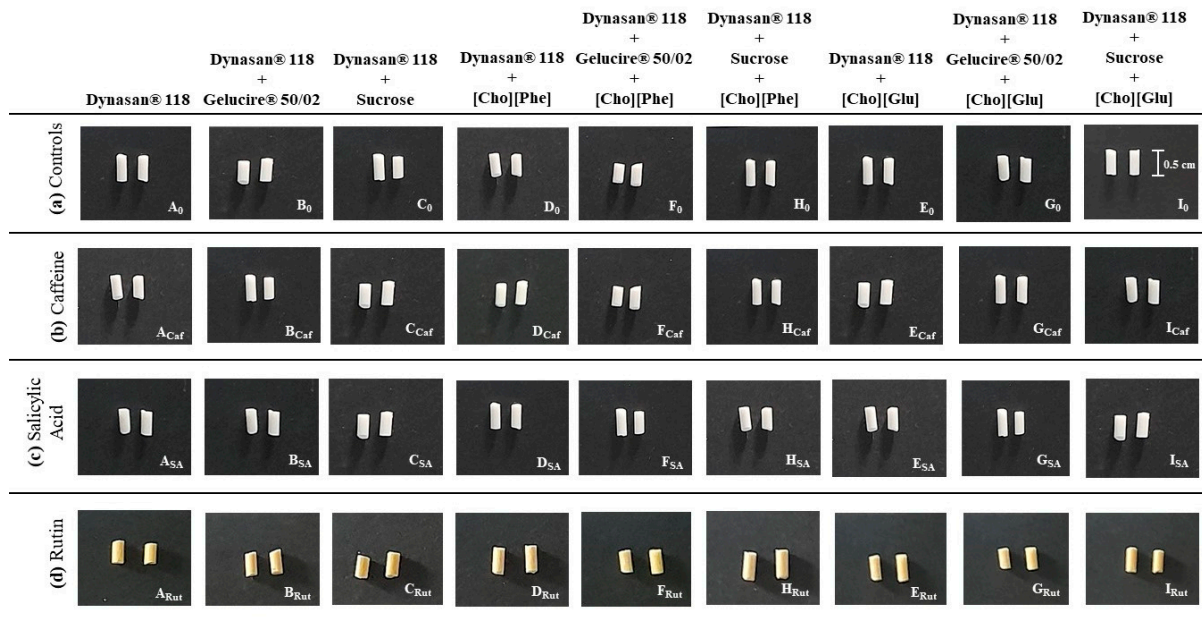 Dynasan® 118
Dynasan® 118
+
Gelucire® 50/02
Dynasan® 118
+
Sucrose
Dynasan® 118
+
[Cho][Phe]
Dynasan® 118
+
Gelucire® 50/02
+
[Cho][Phe]
Dynasan® 118
+
Sucrose
+
[Cho][Phe]
Dynasan® 118
+
[Cho][Glu]
Dynasan® 118
+
Gelucire® 50/02
+
[Cho][Glu]
Dynasan® 118
+
Sucrose
+
[Cho][Glu]
(a) Controls
A0
B0
C0
D0
F0
H0
E0
G0
0.5 cm
I0
(b) Caffeine
ACaf
BCaf
CCaf
DCaf
FCaf
HCaf
ECaf
GCaf
ICaf
(c) Salicylic
Acid
ASA
BSA
CSA
DSA
FSA
HSA
ESA
GSA
ISA
(d) Rutin
ARut
BRut
CRut
DRut
FRut
HRut
ERut
GRut
IRut